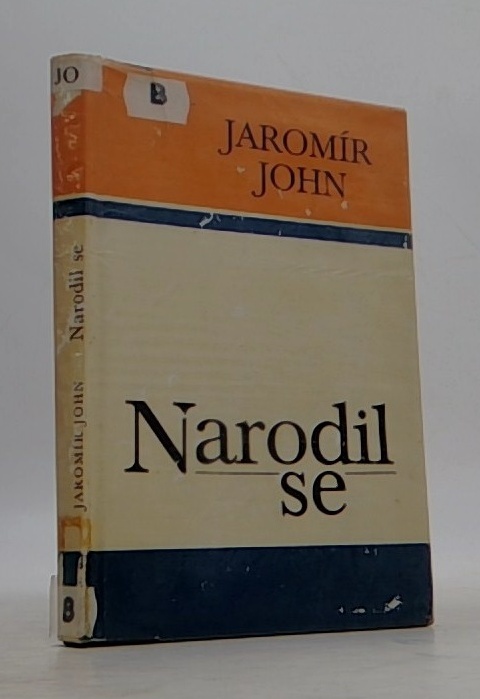 JO
B
JAROMÍR
JOHN
Narodil
se
JAROMÍR JOHN Narodil se
B